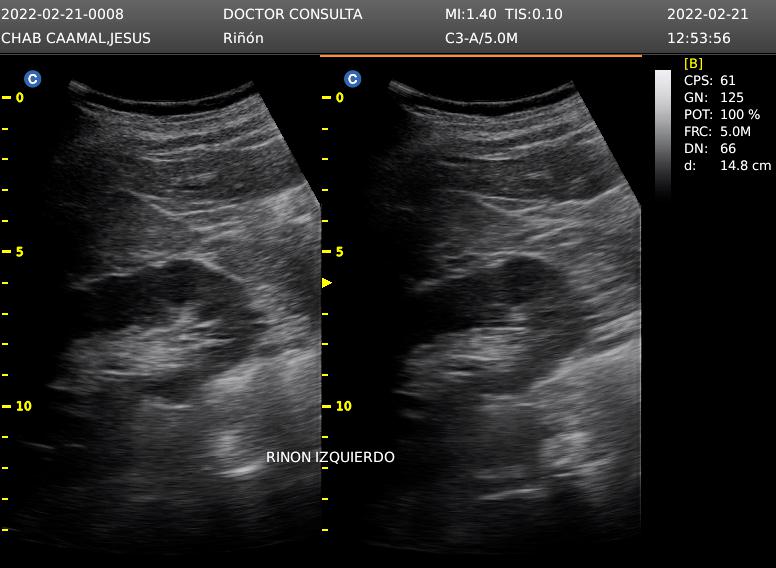 2022-02-21-0008 DOCTOR CONSULTA MI:1.40 TIS:0.10 2022-02-21
CHAB CAAMAL,JESUS Riñón C3-A/5.0M 12:53:56
C C [B]
0 0 CPS: 61
GN: 125
POT: 100 %
FRC: 5.0M
DN: 66
d: 14.8 cm
5 5
10 10
RINON IZQUIERDO